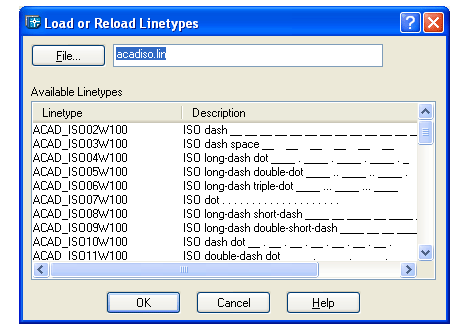 Load or Reload Linetypes
File... acadiso.lin
Available Linetypes
Linetype Description
ACAD_ISO02W100 ISO dash __ __ __ __ __ __ __ __ __ __ __ __ __
ACAD_ISO03W100 ISO dash space __ __ __ __ __ __
ACAD_ISO04W100 ISO long-dash dot ____ . ____ . ____ . ____ . _
ACAD_ISO05W100 ISO long-dash double-dot ____ .. ____ .. ____ .
ACAD_ISO06W100 ISO long-dash triple-dot ____ ... ____ ... ____
ACAD_ISO07W100 ISO dot . . . . . . . . . . . . . . . . . . . .
ACAD_ISO08W100 ISO long-dash short-dash ____ __ ____ __ ____
ACAD_ISO09W100 ISO long-dash double-short-dash ____ __ __ ____
ACAD_ISO10W100 ISO dash dot __ . __ . __ . __ . __ . __ . __ .
ACAD_ISO11W100 ISO double-dash dot __ __ . __ __ . __ __ . __ __
OK Cancel Help